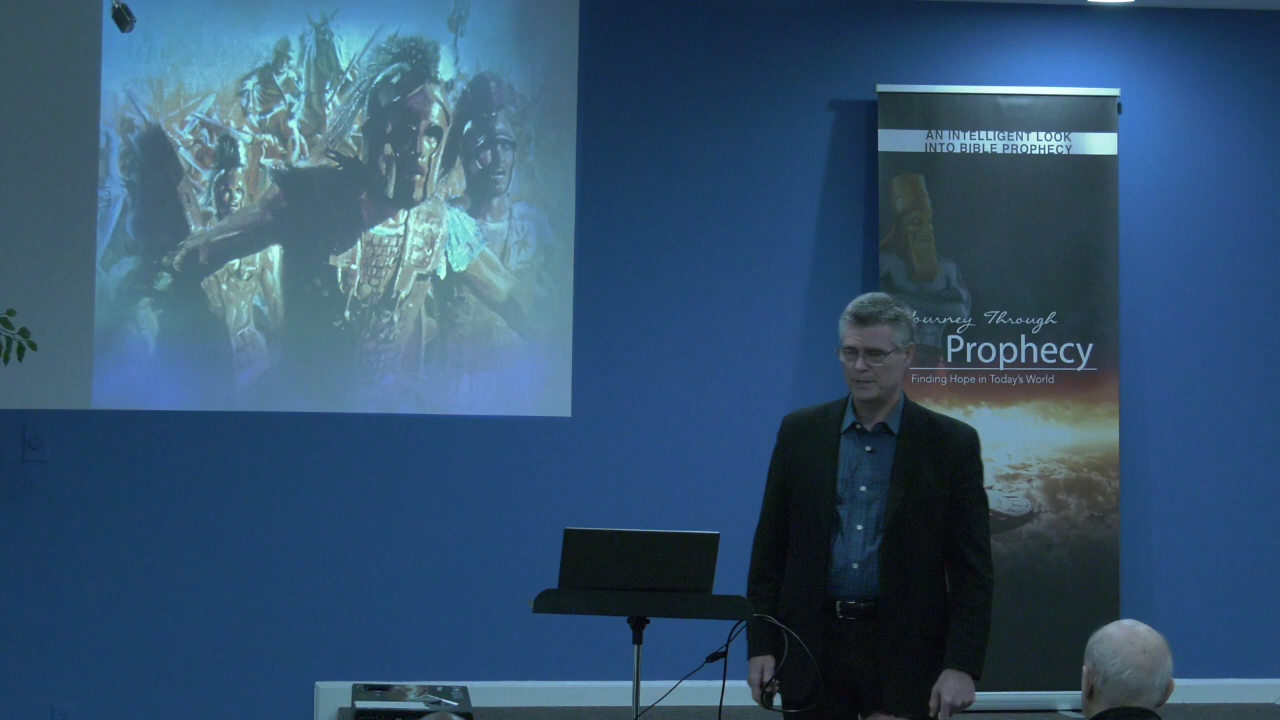 AN INTELLIGENT LOOK
INTO BIBLE PROPHECY
Journey Through
Prophecy
Finding Hope in Today's World